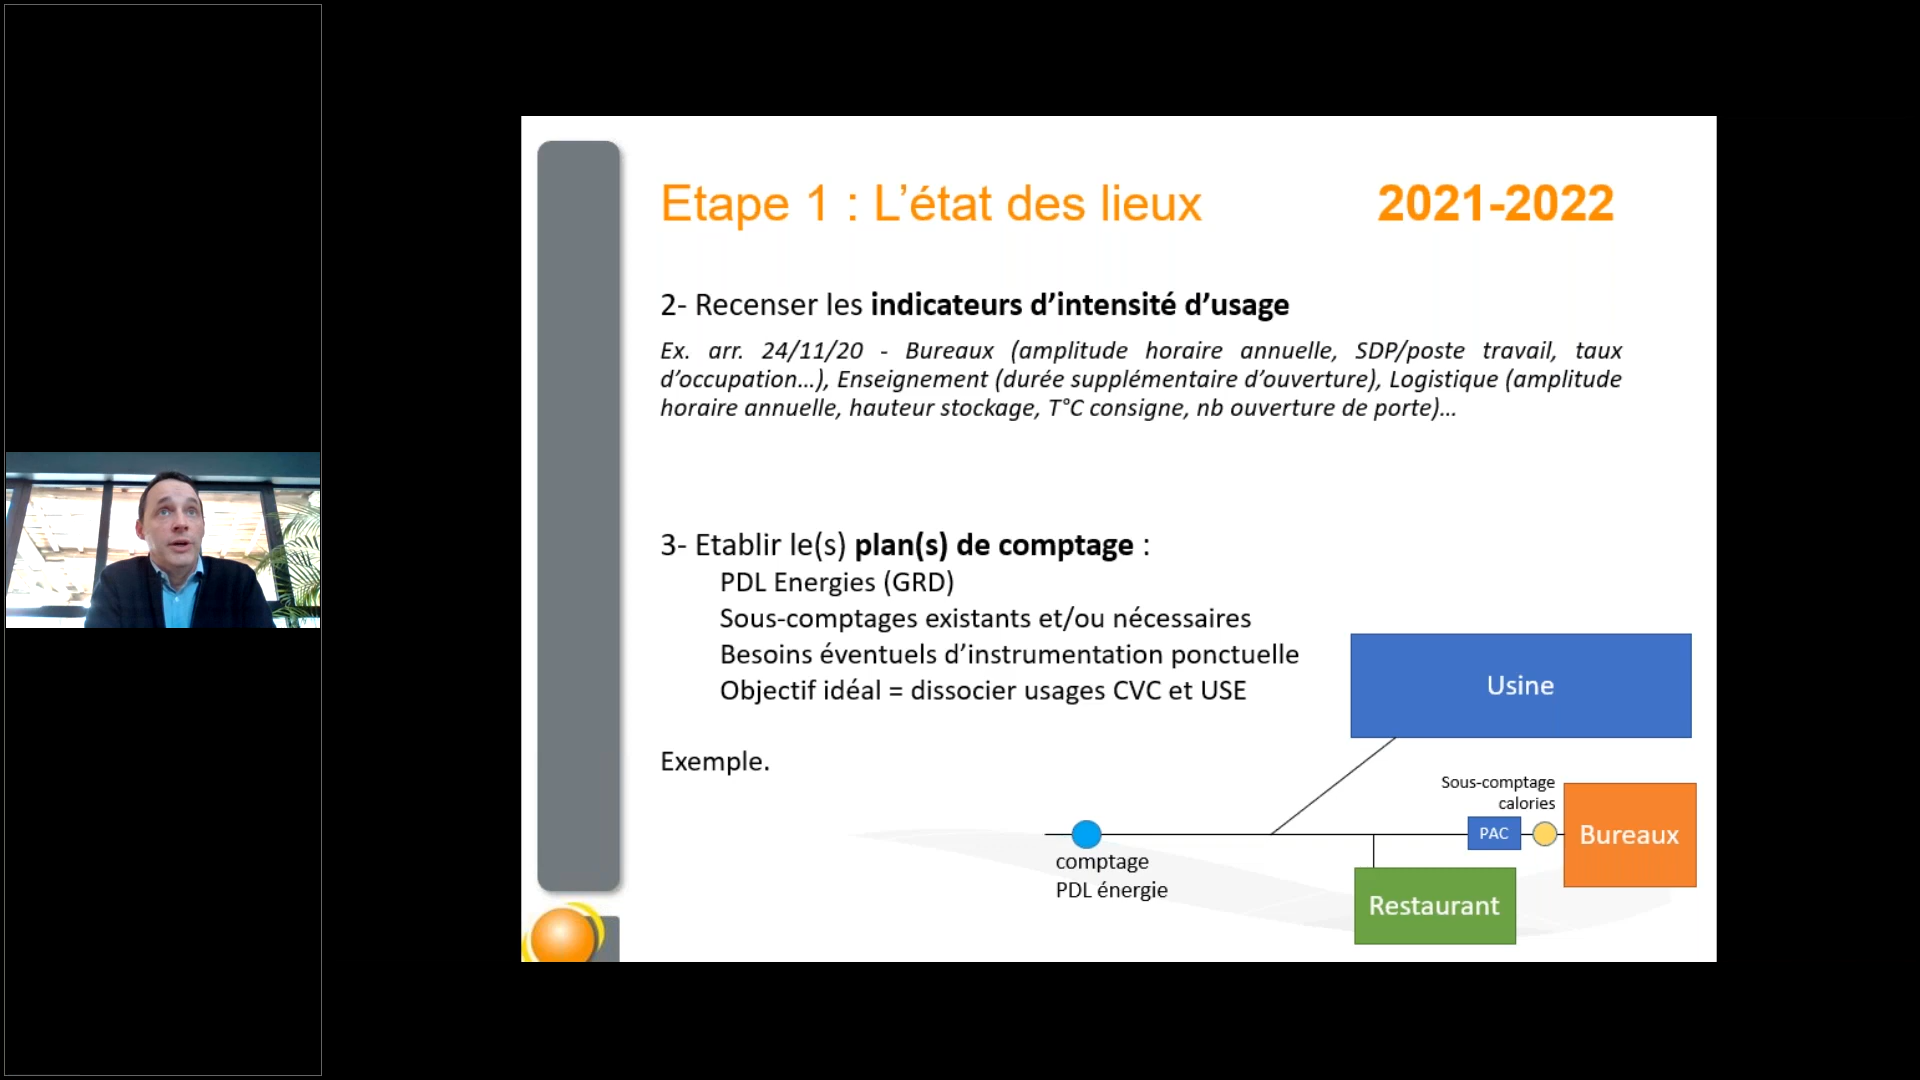 Etape 1 : L’état des lieux 2021-2022
2- Recenser les indicateurs d’intensité d’usage
Ex. arr. 24/11/20 - Bureaux (amplitude horaire annuelle, SDP/poste travail, taux
d’occupation…), Enseignement (durée supplémentaire d’ouverture), Logistique (amplitude
horaire annuelle, hauteur stockage, T°C consigne, nb ouverture de porte)…
3- Etablir le(s) plan(s) de comptage :
PDL Energies (GRD)
Sous-comptages existants et/ou nécessaires
Besoins éventuels d’instrumentation ponctuelle
Objectif idéal = dissocier usages CVC et USE
Exemple.
Usine
Sous-comptage
calories
PAC
Bureaux
comptage
PDL énergie
Restaurant